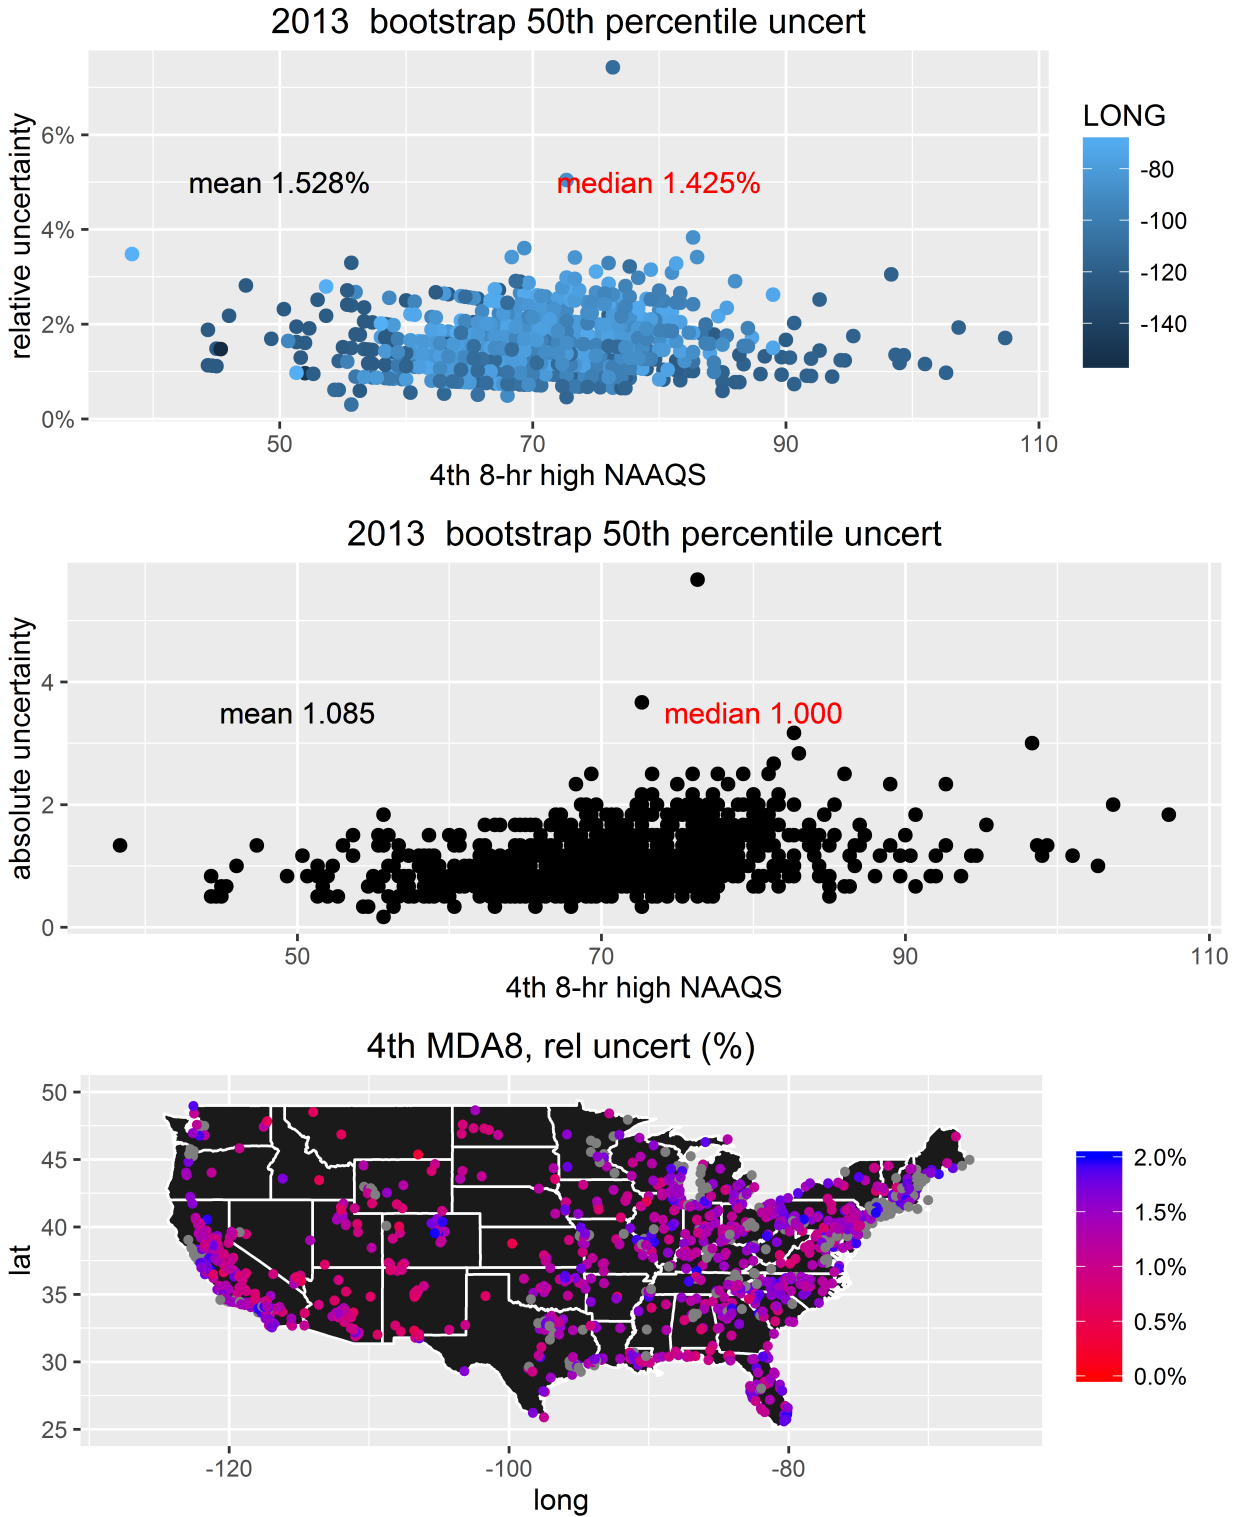 2013  bootstrap 50th percentile uncert
relative uncertainty
6%
4%
2%
0%
mean 1.528%
median 1.425%
50
70
90
110
4th 8-hr high NAAQS
LONG
-80
-100
-120
-140
2013  bootstrap 50th percentile uncert
absolute uncertainty
4
2
0
mean 1.085
median 1.000
50
70
90
110
4th 8-hr high NAAQS
4th MDA8, rel uncert (%)
lat
50
45
40
35
30
25
-120
-100
-80
long
2.0%
1.5%
1.0%
0.5%
0.0%